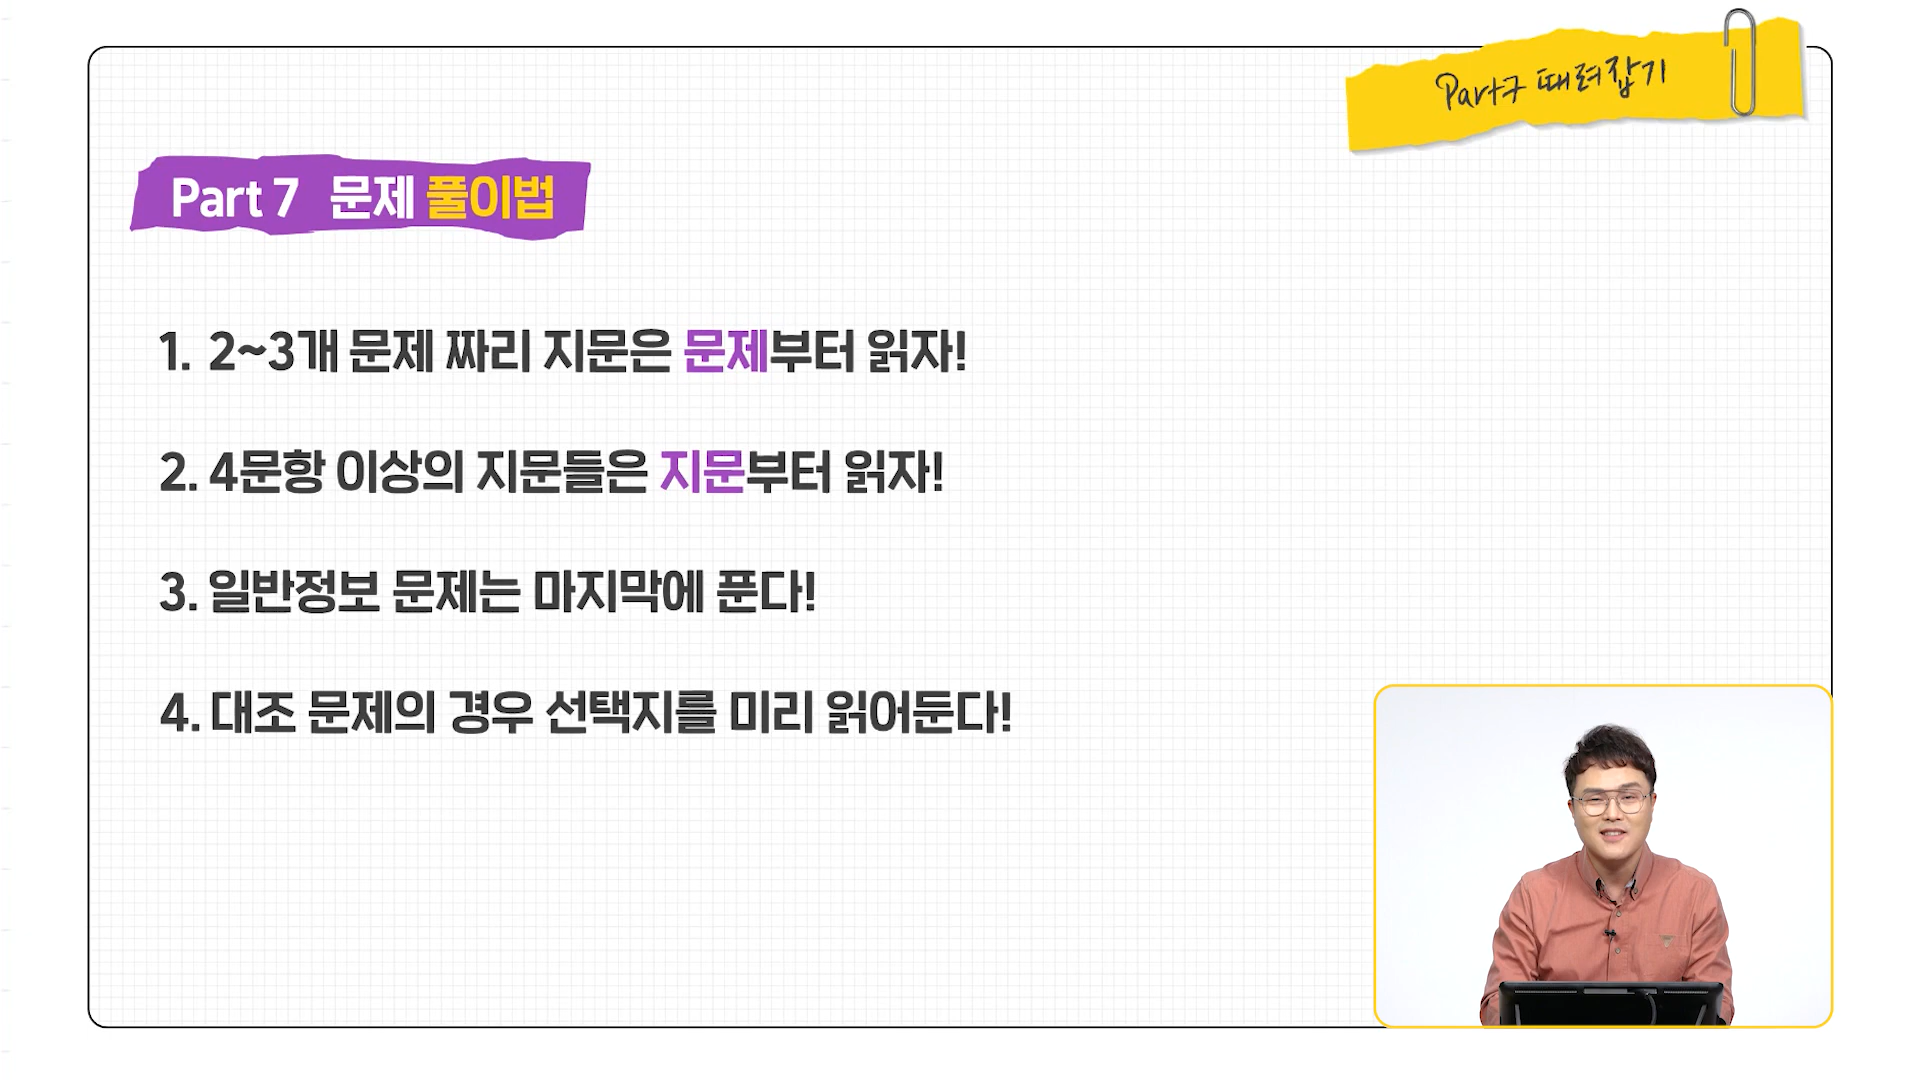 Part7 때려잡기
Part 7 문제 풀이법
1. 2~3개 문제 짜리 지문은 문제부터 읽자!
2. 4문항 이상의 지문들은 지문부터 읽자!
3. 일반정보 문제는 마지막에 푼다!
4. 대조 문제의 경우 선택지를 미리 읽어둔다!